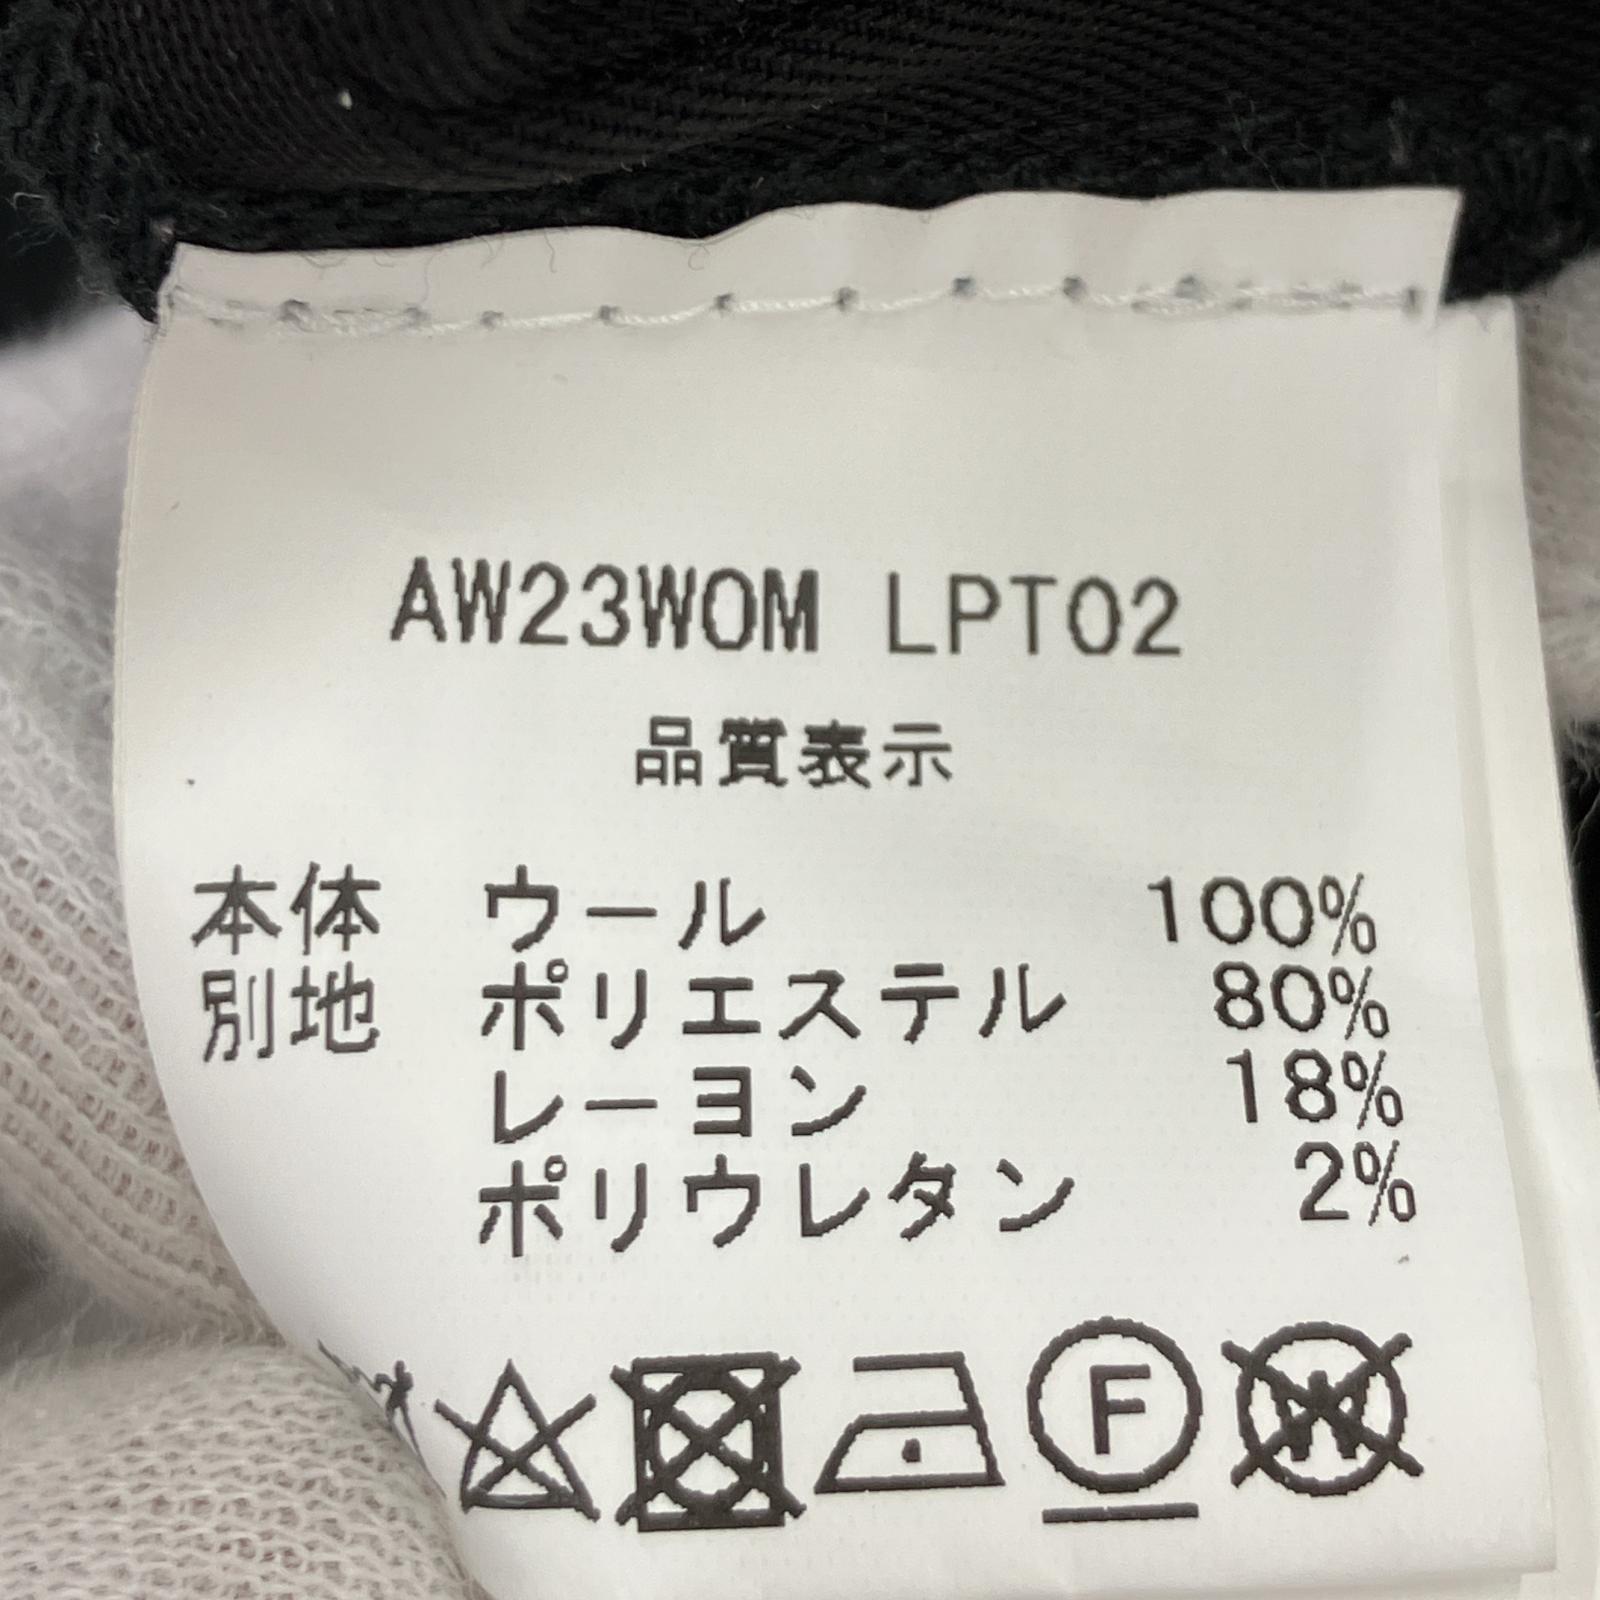 AW23WOM LPT02
品質表示
本体 ウール 100%
別地 ポリエステル 80%
レーヨン 18%
ポリウレタン 2%
F
W